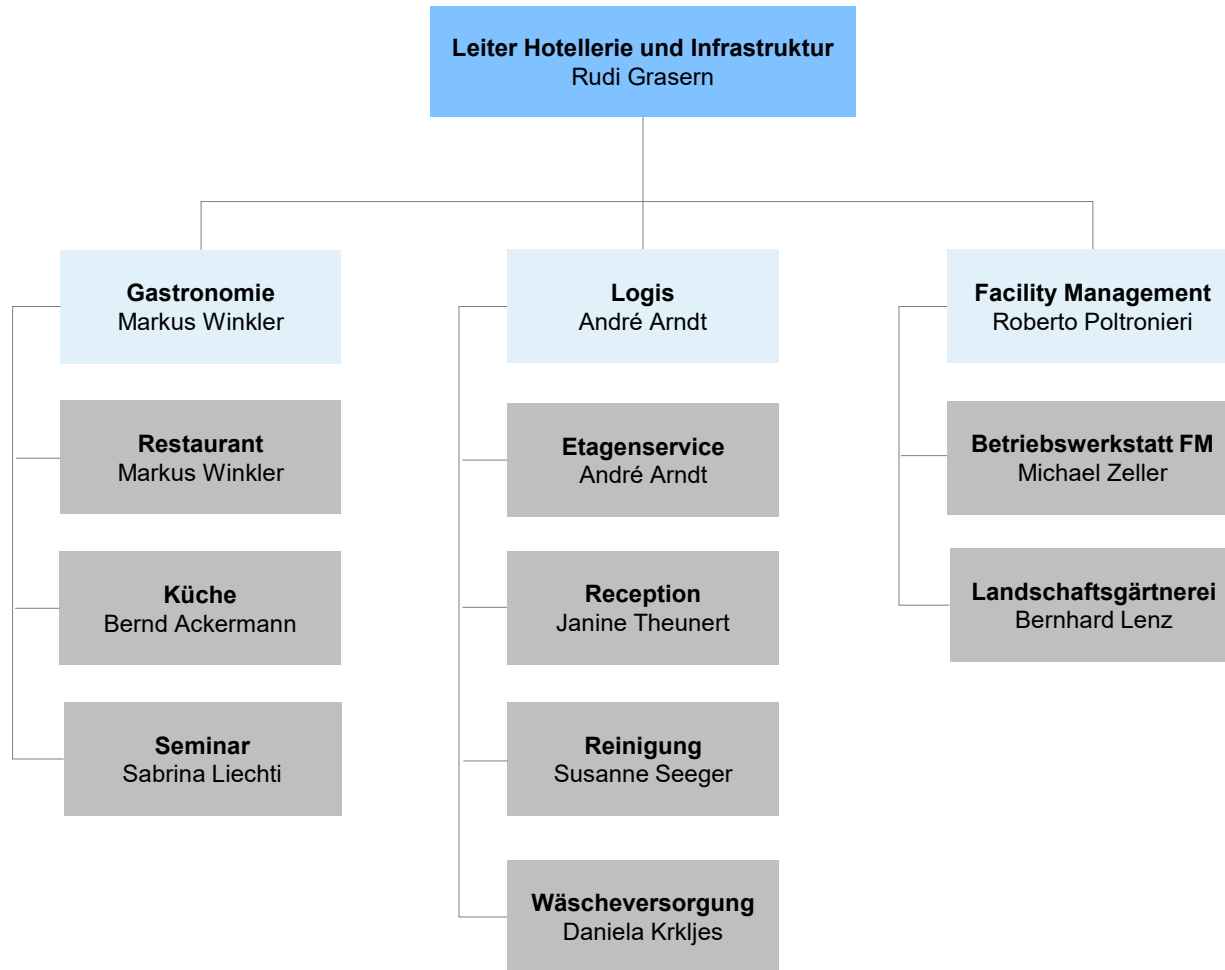 Leiter Hotellerie und Infrastruktur
Rudi Grasern
Gastronomie
Markus Winkler
Restaurant
Markus Winkler
Küche
Bernd Ackermann
Seminar
Sabrina Liechti
Logis
André Arndt
Etagenservice
André Arndt
Reception
Janine Theunert
Reinigung
Susanne Seeger
Wäscheversorgung
Daniela Krkljes
Facility Management
Roberto Poltronieri
Betriebswerkstatt FM
Michael Zeller
Landschaftsgärtnerei
Bernhard Lenz